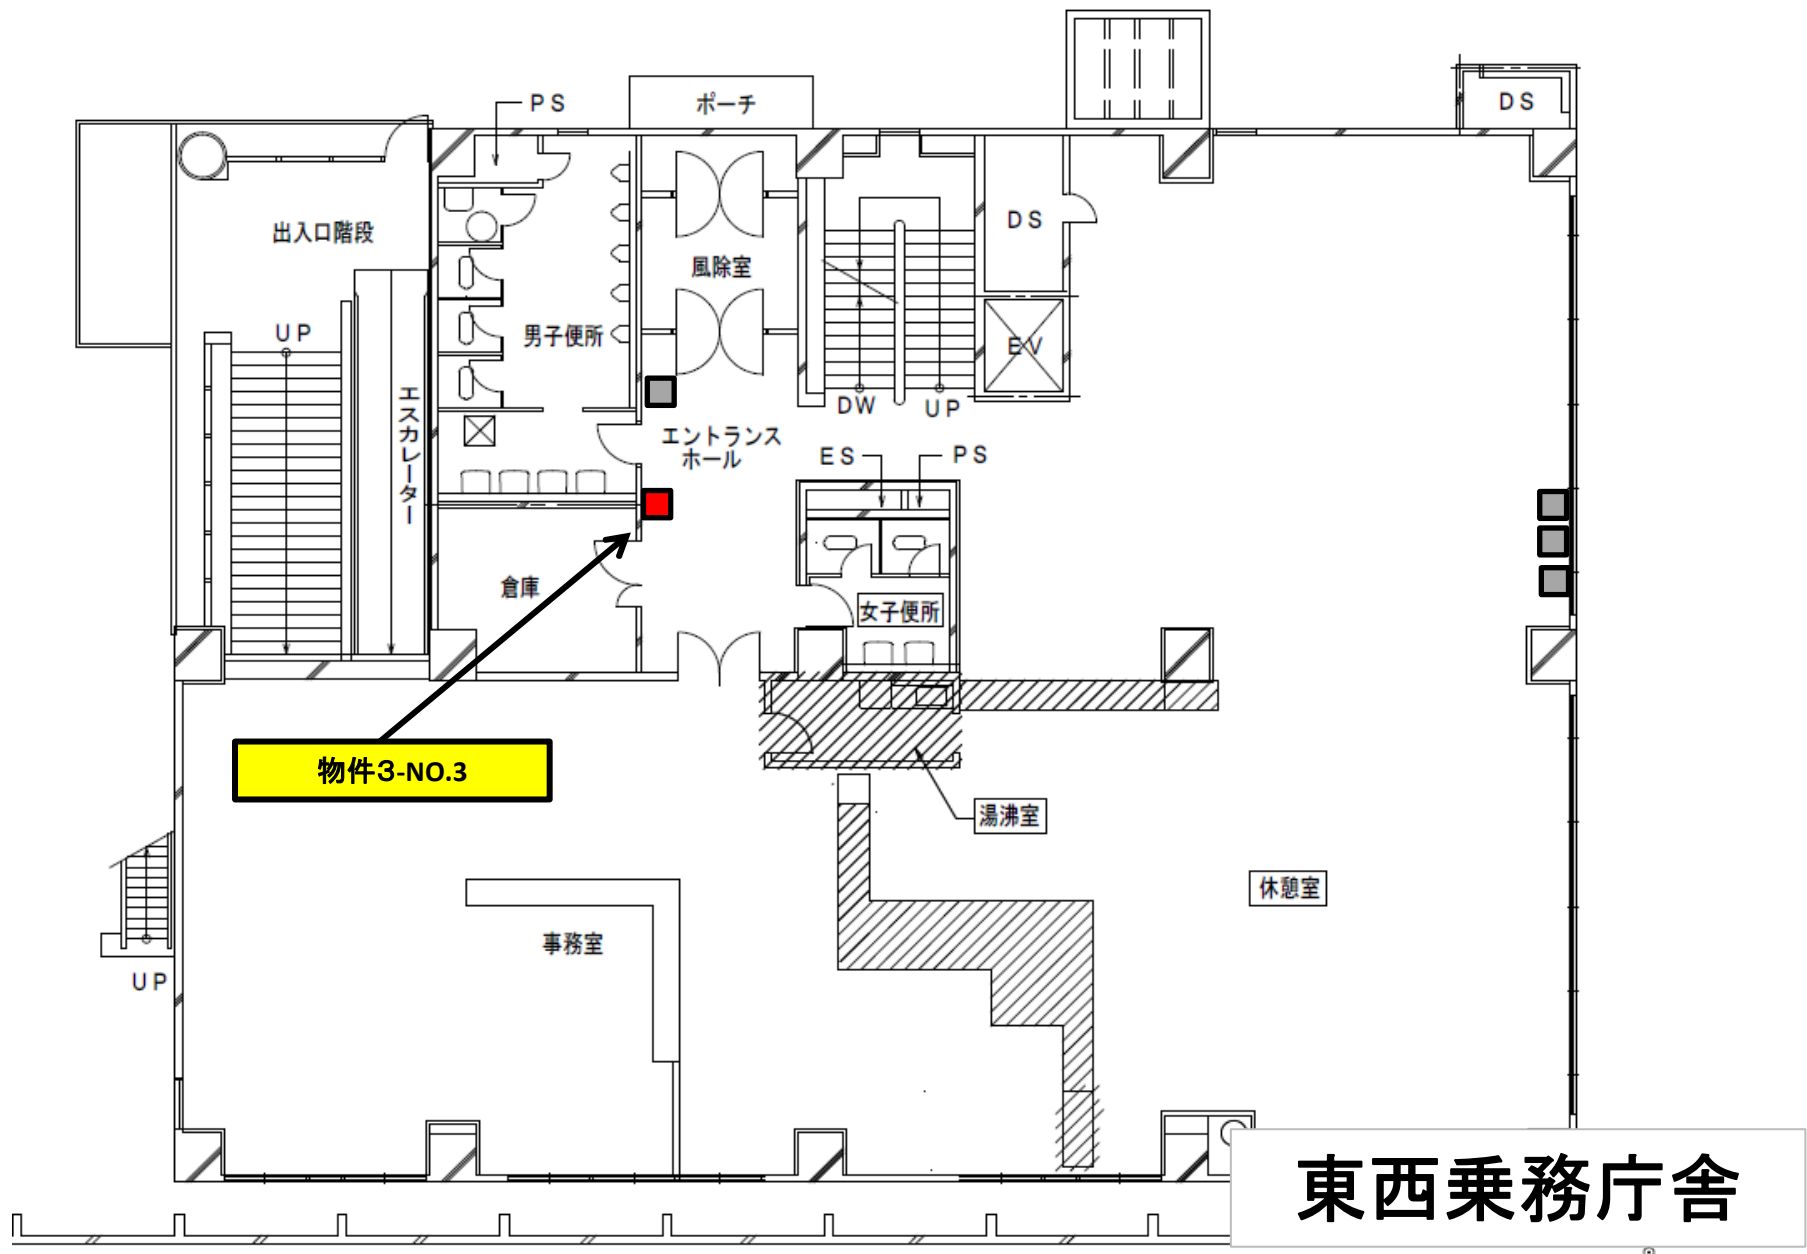 ＰＳ
ポーチ
ＤＳ
出入口階段
ＤＳ
風除室
ＵＰ
男子便所
ＥＶ
エスカレーター
ＤＷ
ＵＰ
エントランス
ホール
ＥＳ
ＰＳ
倉庫
女子便所
物件３-NO.3
湯沸室
休憩室
事務室
ＵＰ
東西乗務庁舎